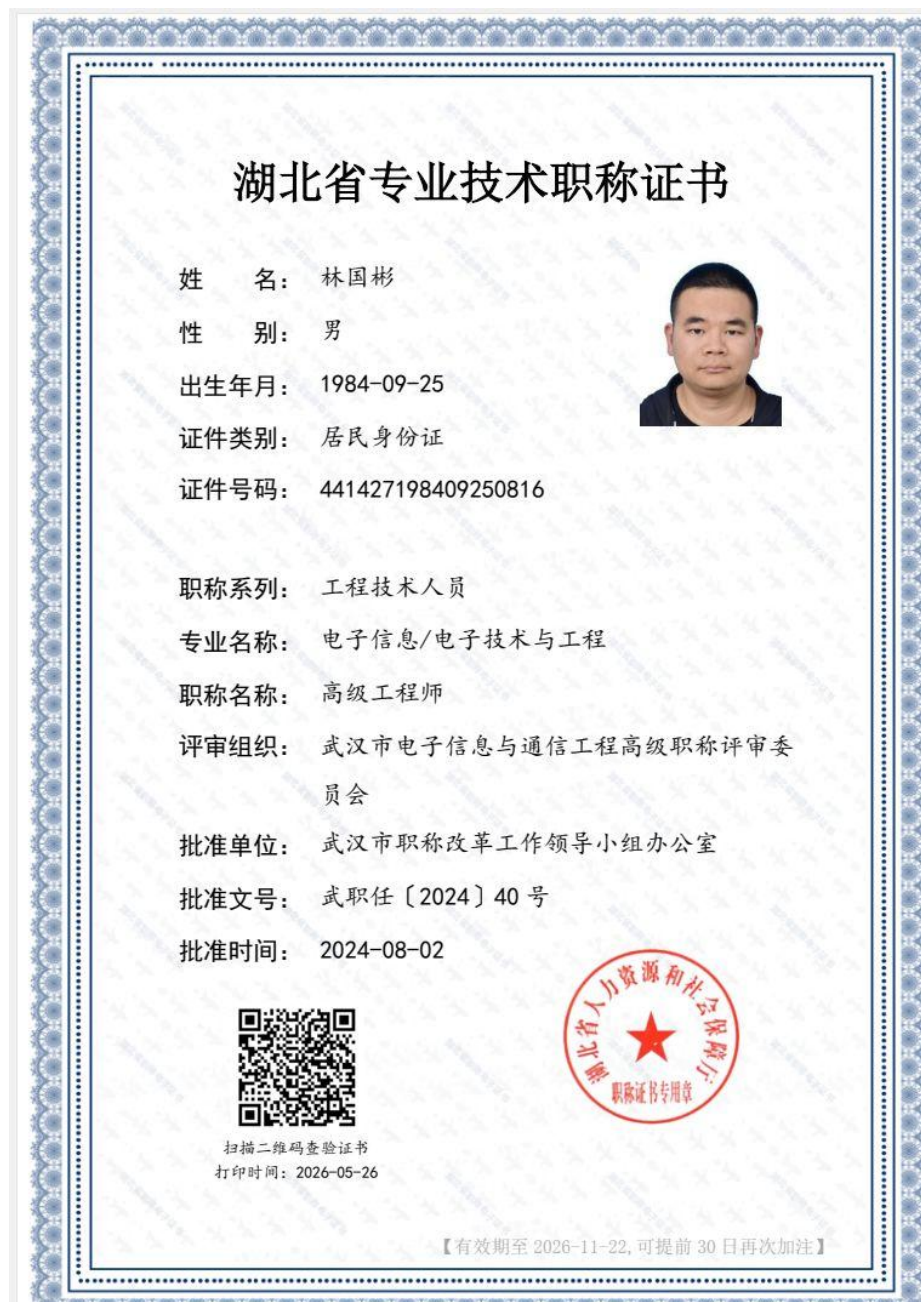 湖北省专业技术职称证书
姓 名： 林国彬
性 别： 男
出生年月： 1984-09-25
证件类别： 居民身份证
证件号码： 441427198409250816
职称系列： 工程技术人员
专业名称： 电子信息/电子技术与工程
职称名称： 高级工程师
评审组织： 武汉市电子信息与通信工程高级职称评审委
员会
批准单位： 武汉市职称改革工作领导小组办公室
批准文号： 武职任〔2024〕40 号
批准时间： 2024-08-02
湖北省人力资源和社会保障厅
职称证书专用章
扫描二维码查验证书
打印时间：2026-05-26
【有效期至 2026-11-22,可提前 30 日再次加注】